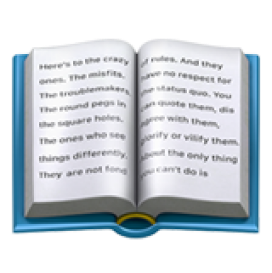 Here's to the crazy
ones. The misfits.
The troublemakers.
The round pegs in
the square holes.
The ones who see
things differently.
They are not fond
of rules. And they
have no respect for
the status quo. You
can quote them, dis
agree with them,
glorify or vilify them.
about the only thing
you can't do is